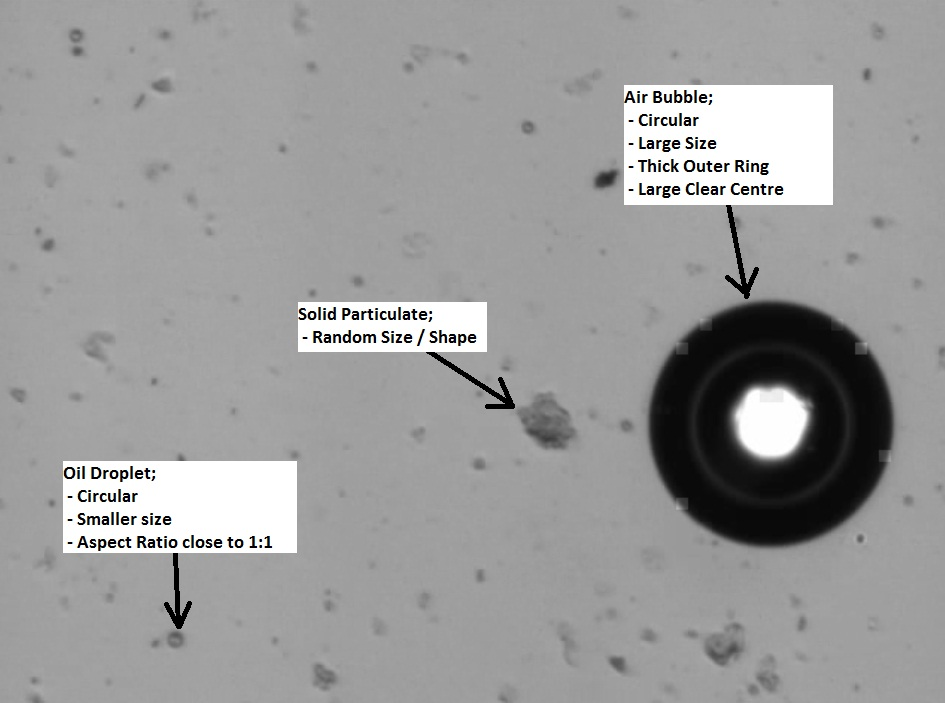 Air Bubble;
- Circular
- Large Size
- Thick Outer Ring
- Large Clear Centre
Solid Particulate;
- Random Size / Shape
Oil Droplet;
- Circular
- Smaller size
- Aspect Ratio close to 1:1